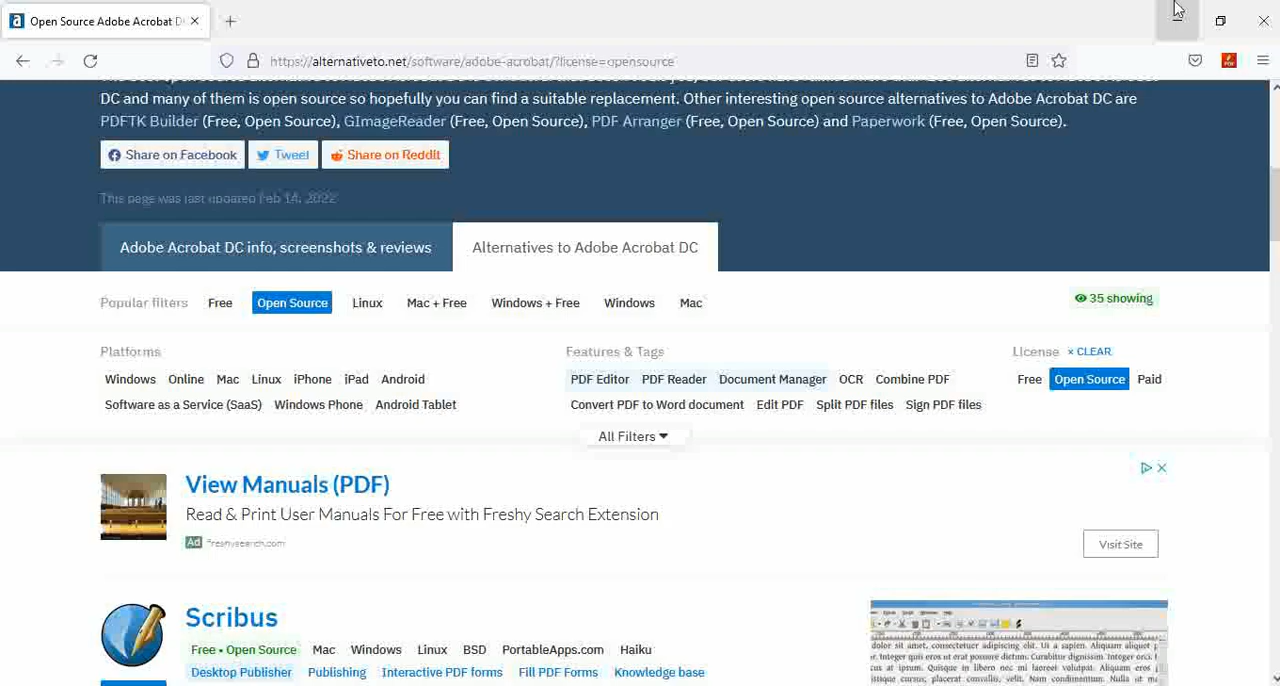 Open Source Adobe Acrobat D
https://alternativeto.net/software/adobe-acrobat/?license=opensource
DC and many of them is open source so hopefully you can find a suitable replacement. Other interesting open source alternatives to Adobe Acrobat DC are
PDFTK Builder (Free, Open Source), GImageReader (Free, Open Source), PDF Arranger (Free, Open Source) and Paperwork (Free, Open Source).
Share on Facebook Tweet Share on Reddit
This page was last updated Feb 14, 2022
Adobe Acrobat DC info, screenshots & reviews Alternatives to Adobe Acrobat DC
Popular filters Free Open Source Linux Mac + Free Windows + Free Windows Mac 35 showing
Platforms Features & Tags License × CLEAR
Windows Online Mac Linux iPhone iPad Android PDF Editor PDF Reader Document Manager OCR Combine PDF Free Open Source Paid
Software as a Service (SaaS) Windows Phone Android Tablet Convert PDF to Word document Edit PDF Split PDF files Sign PDF files
All Filters
View Manuals (PDF)
Read & Print User Manuals For Free with Freshy Search Extension
Ad freshysearch.com
Visit Site
Scribus
Free • Open Source Mac Windows Linux BSD PortableApps.com Haiku
Desktop Publisher Publishing Interactive PDF forms Fill PDF Forms Knowledge base